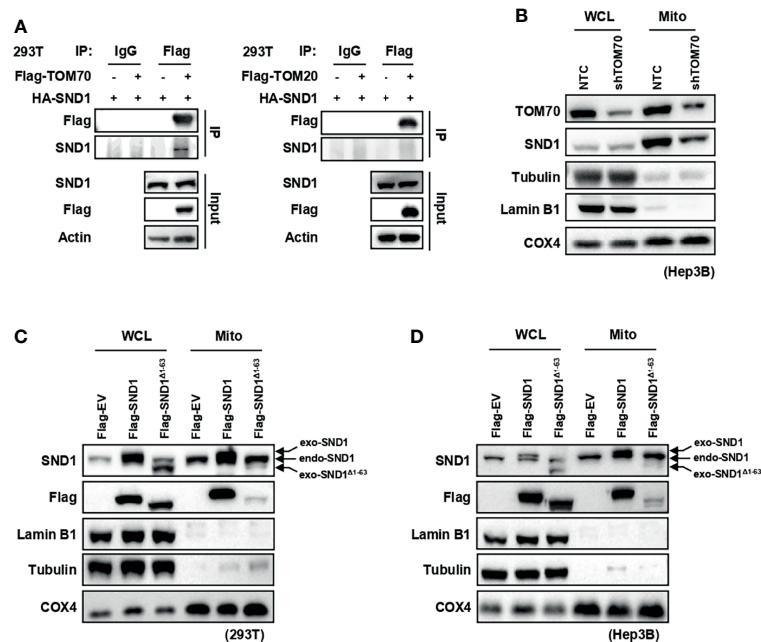 A
293T IP: IgG Flag
Flag-TOM70 - + - +
HA-SND1 + + + +
Flag
SND1
IP
SND1
Flag
Actin
Input
293T IP: IgG Flag
Flag-TOM20 - + - +
HA-SND1 + + + +
Flag
SND1
IP
SND1
Flag
Actin
Input
B
WCL Mito
NTC shTOM70 NTC shTOM70
TOM70
SND1
Tubulin
Lamin B1
COX4
(Hep3B)
C
WCL Mito
Flag-EV Flag-SND1 Flag-SND1Δ1-63 Flag-EV Flag-SND1 Flag-SND1Δ1-63
SND1
exo-SND1
endo-SND1
exo-SND1Δ1-63
Flag
Lamin B1
Tubulin
COX4
(293T)
D
WCL Mito
Flag-EV Flag-SND1 Flag-SND1Δ1-63 Flag-EV Flag-SND1 Flag-SND1Δ1-63
SND1
exo-SND1
endo-SND1
exo-SND1Δ1-63
Flag
Lamin B1
Tubulin
COX4
(Hep3B)